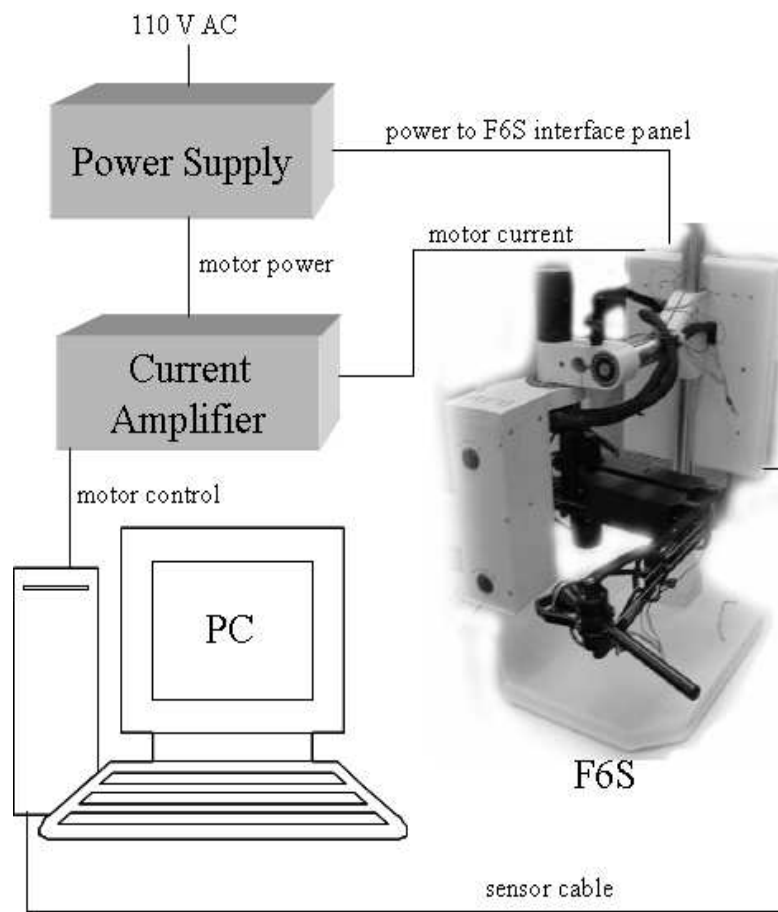 110 V AC
power to F6S interface panel
Power Supply
motor current
motor power
Current
Amplifier
motor control
PC
F6S
sensor cable